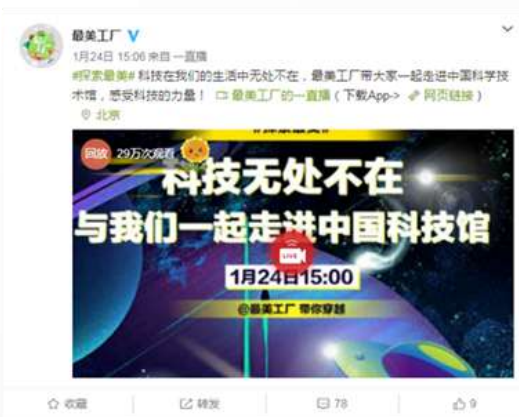 最美工厂
1月24日 15:06 来自 一直播
#探索最美# 科技在我们的生活中无处不在，最美工厂带大家一起走进中国科学技
术馆，感受科技的力量！ 最美工厂的一直播（下载App-> 网页链接）
北京
#探索最美#
回放 29万次观看
科技无处不在
与我们一起走进中国科技馆
LIVE
1月24日15:00
@最美工厂 带你穿越
收藏 转发 78 9